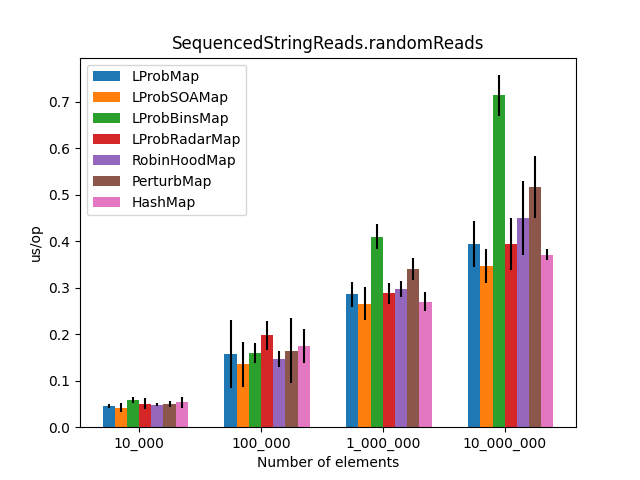 SequencedStringReads.randomReads
us/op
0.7
0.6
0.5
0.4
0.3
0.2
0.1
0.0
LProbMap
LProbSOAMap
LProbBinsMap
LProbRadarMap
RobinHoodMap
PerturbMap
HashMap
10_000 100_000 1_000_000 10_000_000
Number of elements